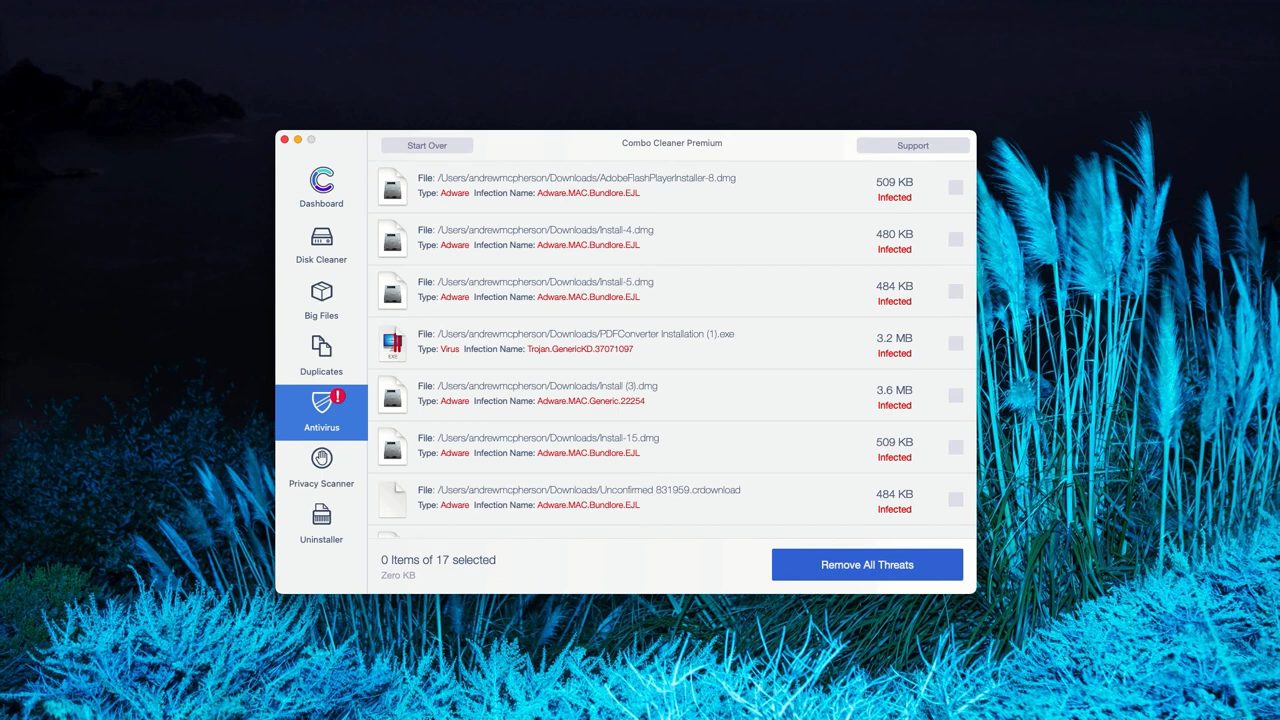 Start Over
Combo Cleaner Premium
Support
Dashboard
Disk Cleaner
Big Files
Duplicates
!
Antivirus
Privacy Scanner
Uninstaller
File: /Users/andrewmcpherson/Downloads/AdobeFlashPlayerInstaller-8.dmg
Type: Adware Infection Name: Adware.MAC.Bundlore.EJL
509 KB
Infected
File: /Users/andrewmcpherson/Downloads/Install-4.dmg
Type: Adware Infection Name: Adware.MAC.Bundlore.EJL
480 KB
Infected
File: /Users/andrewmcpherson/Downloads/Install-5.dmg
Type: Adware Infection Name: Adware.MAC.Bundlore.EJL
484 KB
Infected
EXE
File: /Users/andrewmcpherson/Downloads/PDFConverter Installation (1).exe
Type: Virus Infection Name: Trojan.GenericKD.37071097
3.2 MB
Infected
File: /Users/andrewmcpherson/Downloads/Install (3).dmg
Type: Adware Infection Name: Adware.MAC.Generic.22254
3.6 MB
Infected
File: /Users/andrewmcpherson/Downloads/Install-15.dmg
Type: Adware Infection Name: Adware.MAC.Bundlore.EJL
509 KB
Infected
File: /Users/andrewmcpherson/Downloads/Unconfirmed 831959.crdownload
Type: Adware Infection Name: Adware.MAC.Bundlore.EJL
484 KB
Infected
0 Items of 17 selected
Zero KB
Remove All Threats